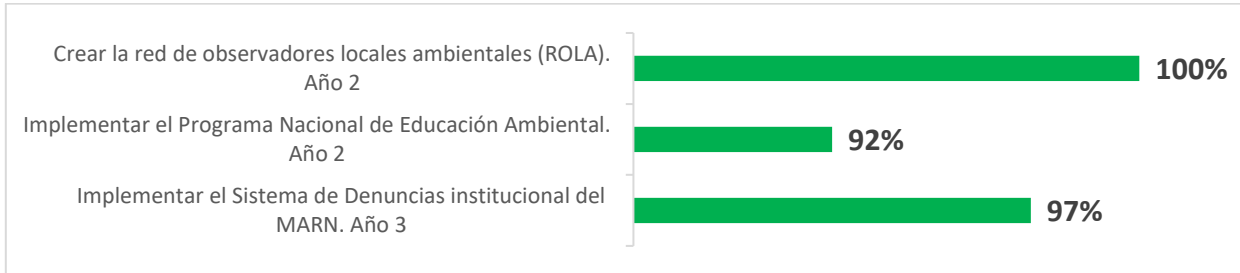 Crear la red de observadores locales ambientales (ROLA).
Año 2
100%
Implementar el Programa Nacional de Educación Ambiental.
Año 2
92%
Implementar el Sistema de Denuncias institucional del
MARN. Año 3
97%